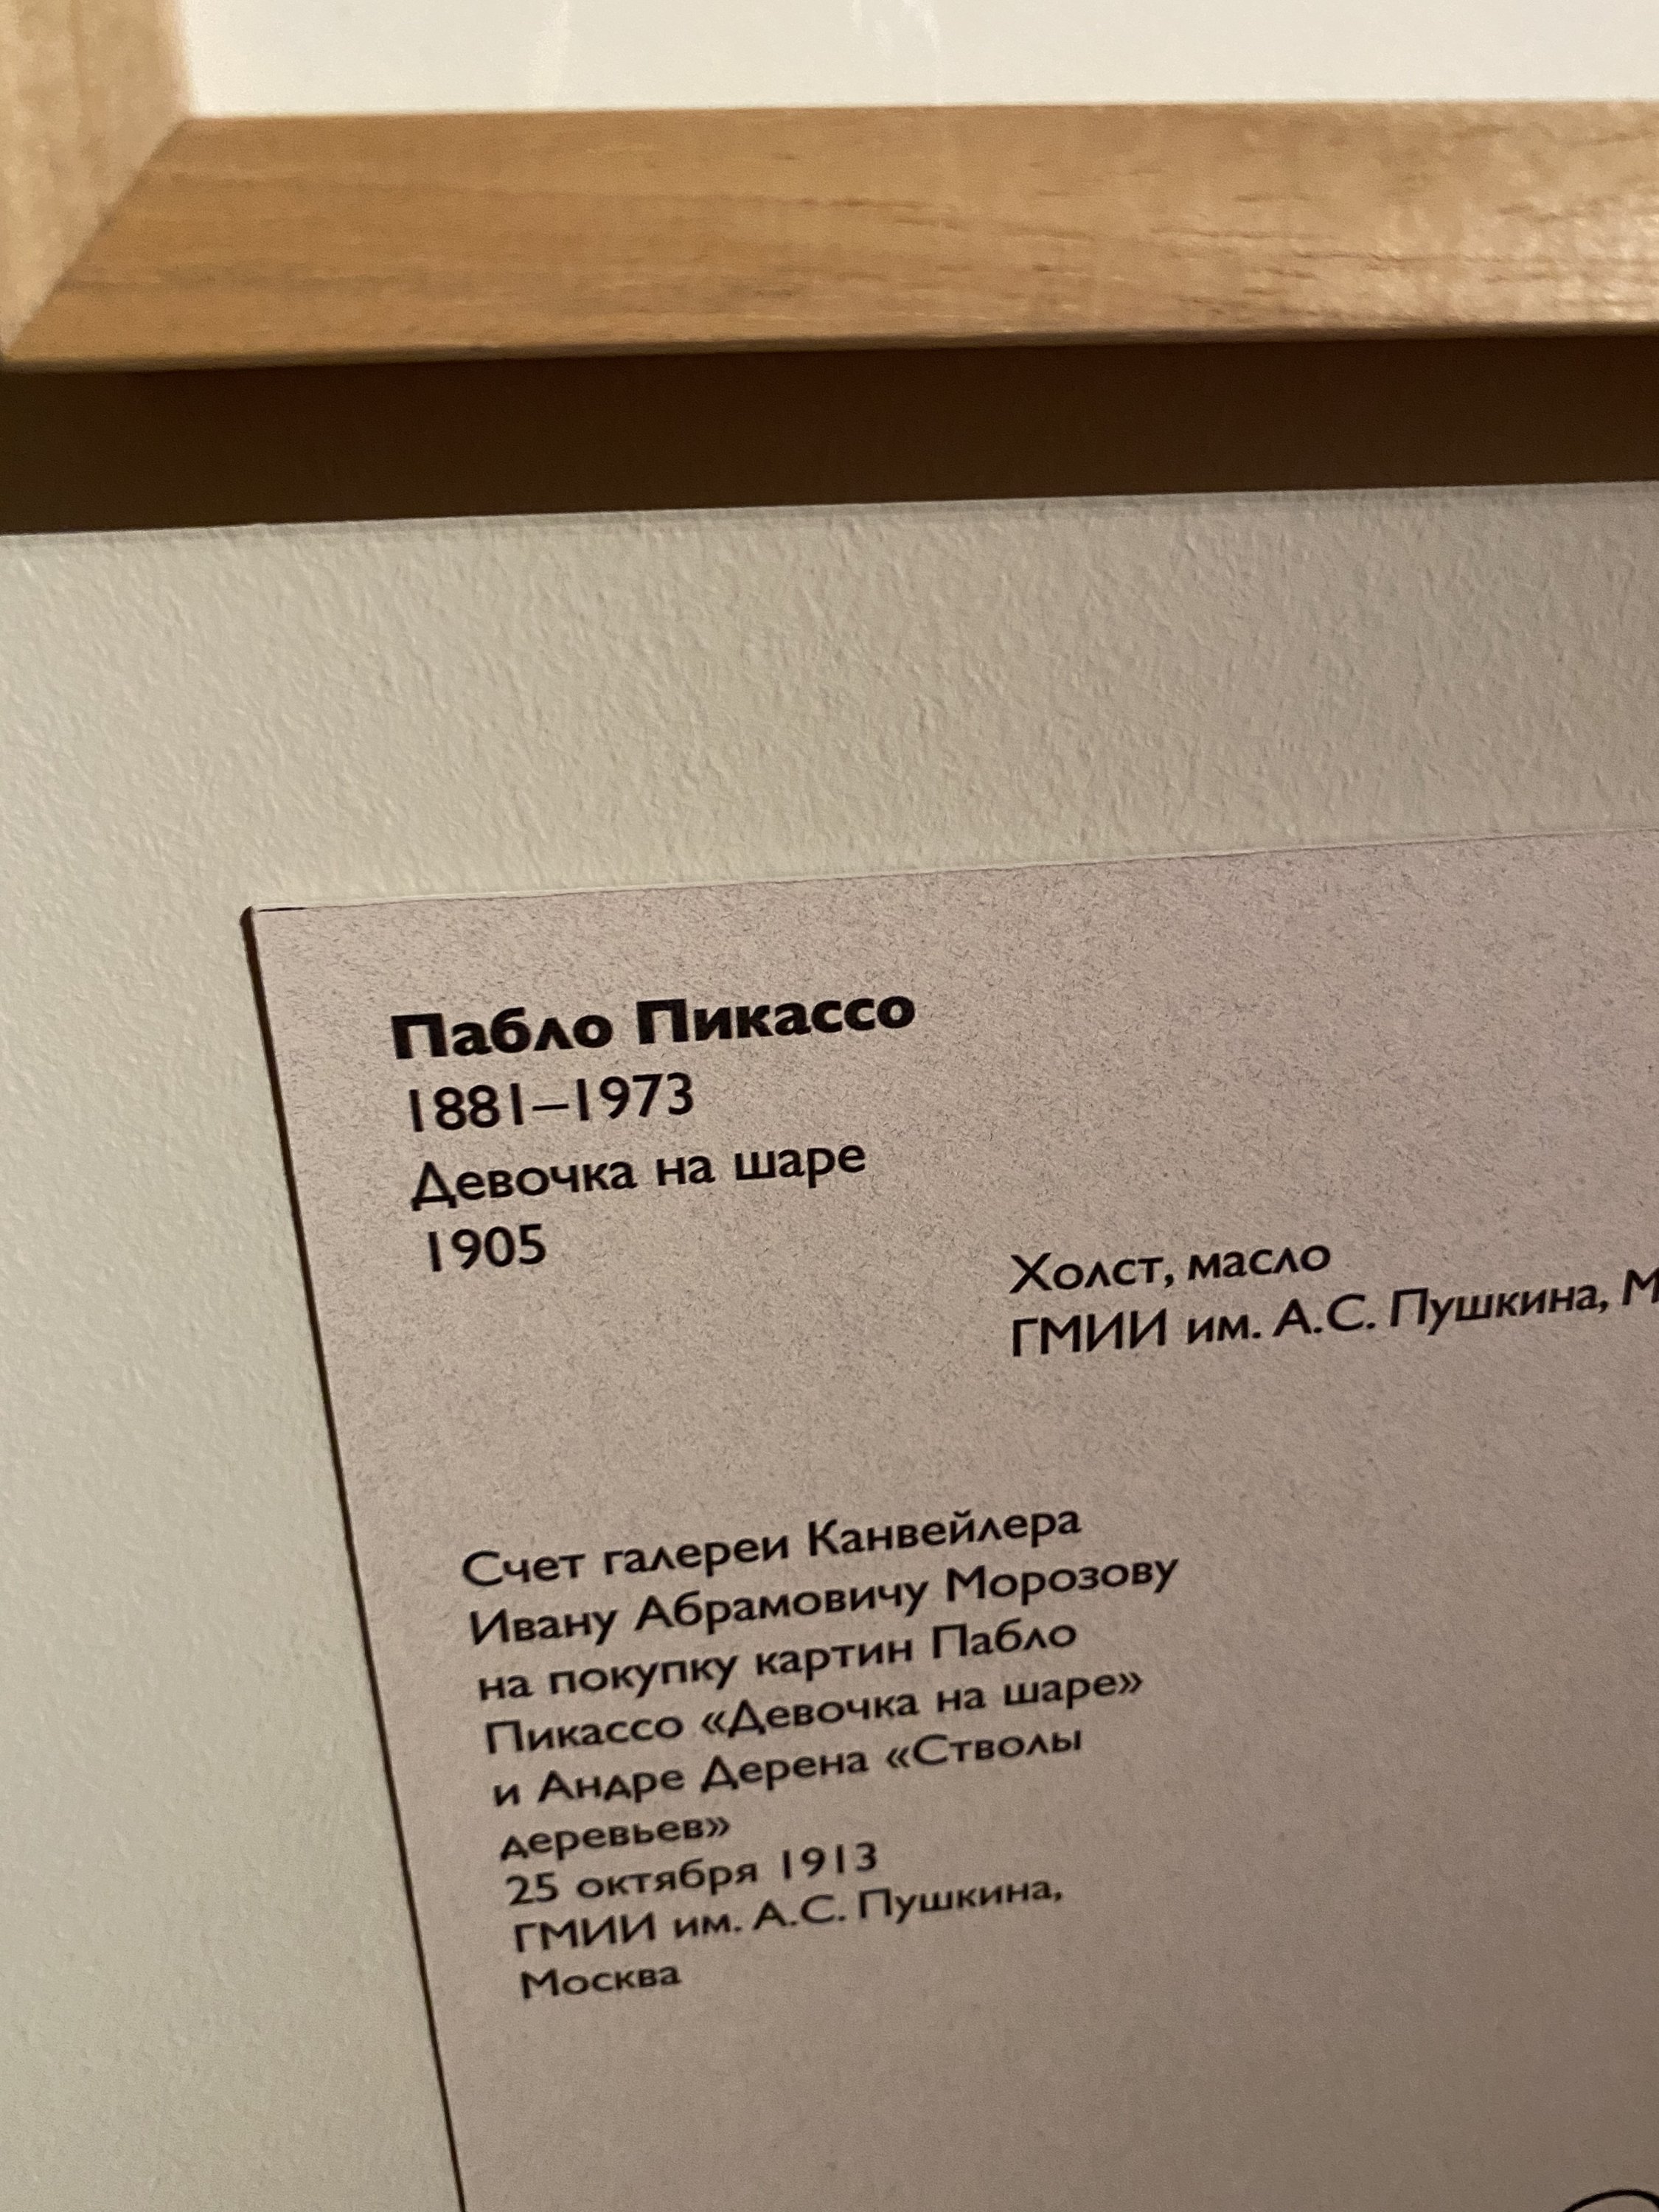 Пабло Пикассо
1881–1973
Девочка на шаре
1905
Холст, масло
ГМИИ им. А.С. Пушкина,
Счет галереи Канвейлера
Ивану Абрамовичу Морозову
на покупку картин Пабло
Пикассо «Девочка на шаре»
и Андре Дерена «Стволы
деревьев»
25 октября 1913
ГМИИ им. А.С. Пушкина,
Москва